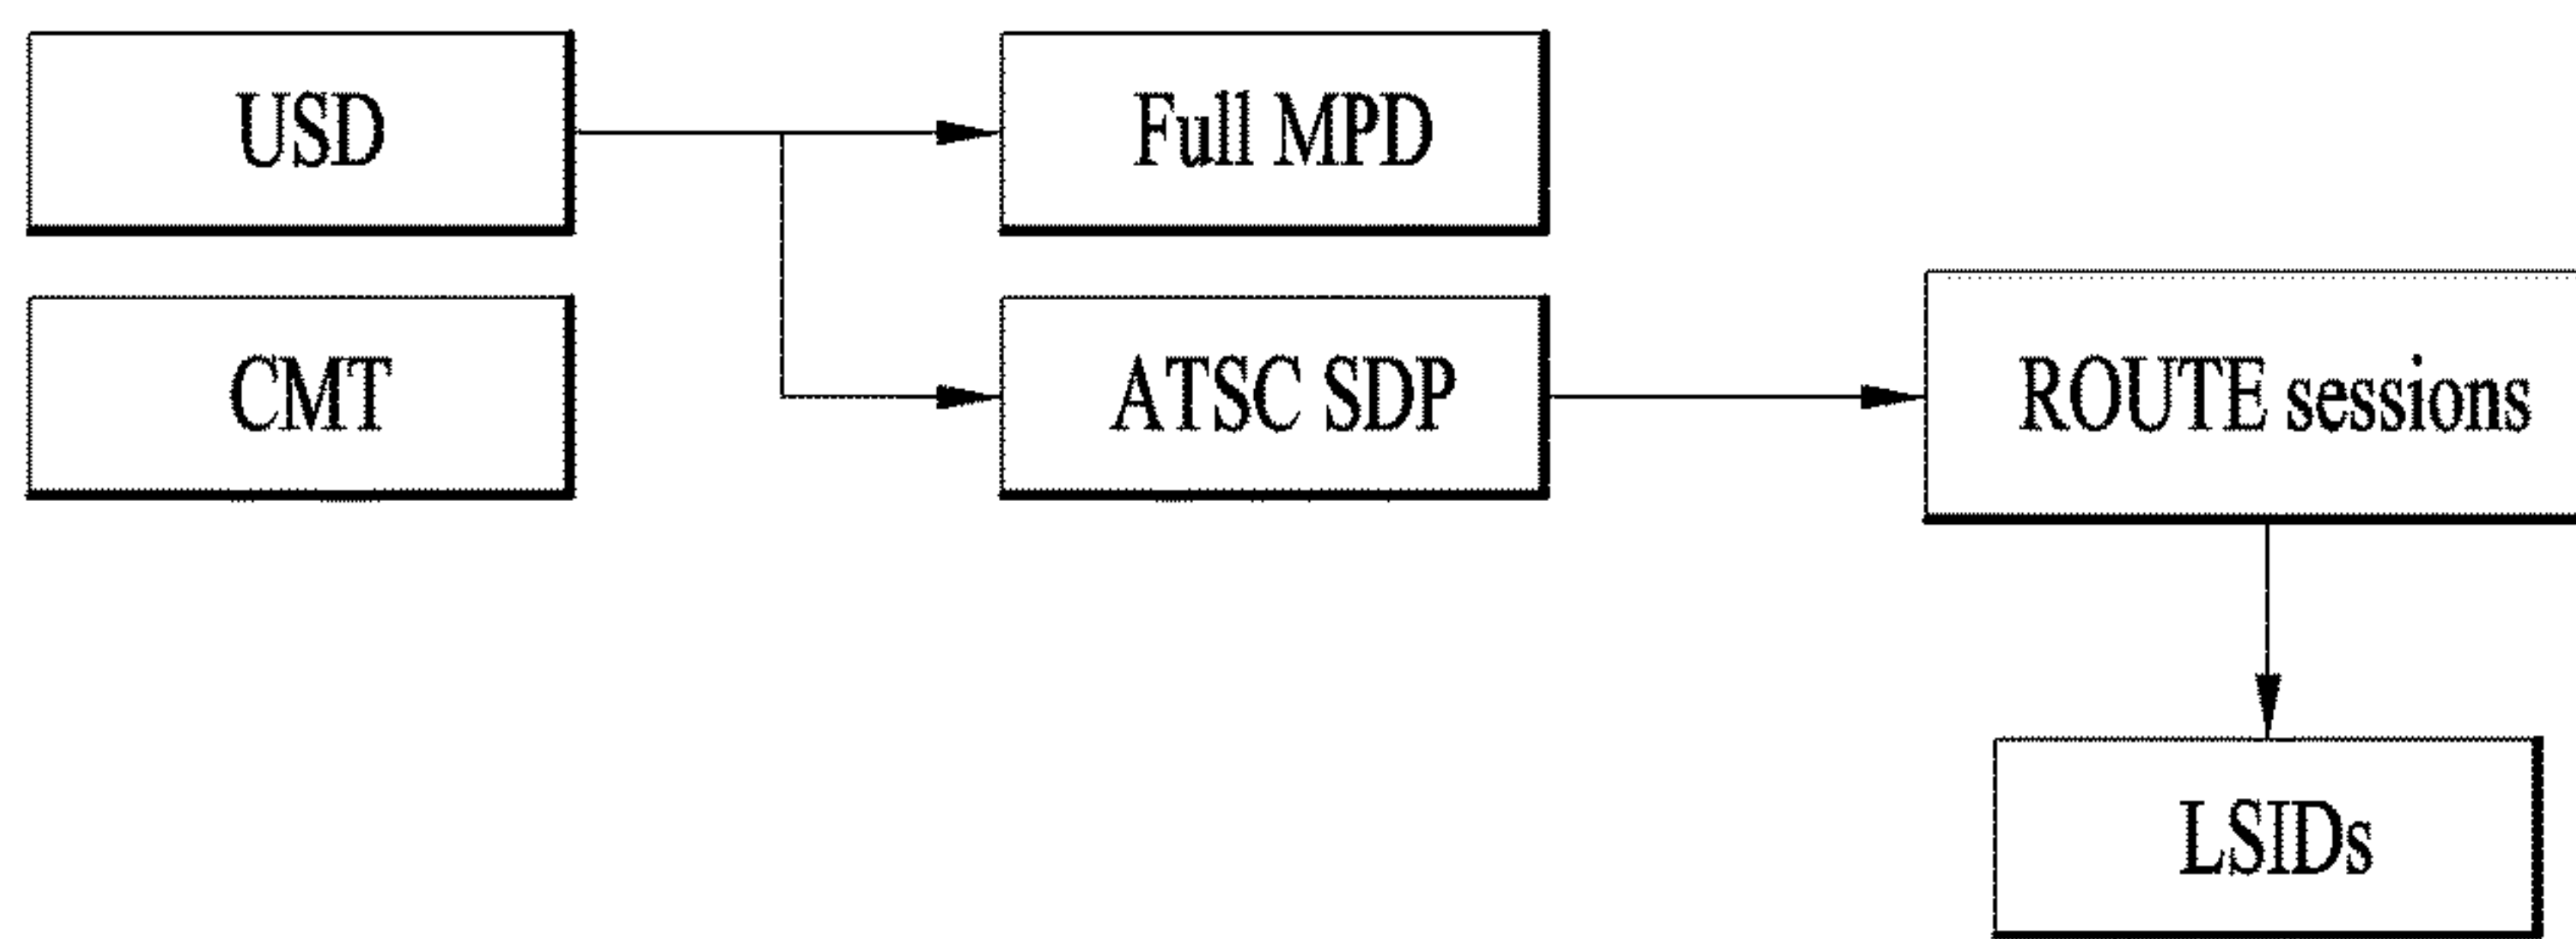 USD
Full MPD
CMT
ATSC SDP
ROUTE sessions
LSIDs